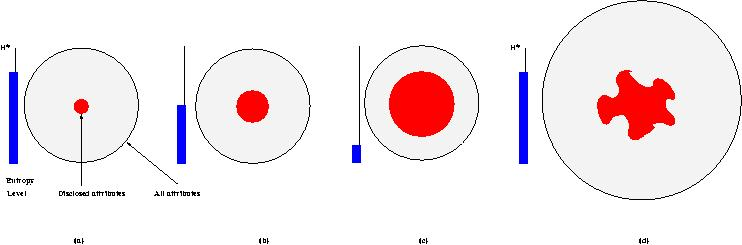 H*
H*
Entropy
Level
Disclosed attributes
All attributes
(a)
(b)
(c)
(d)